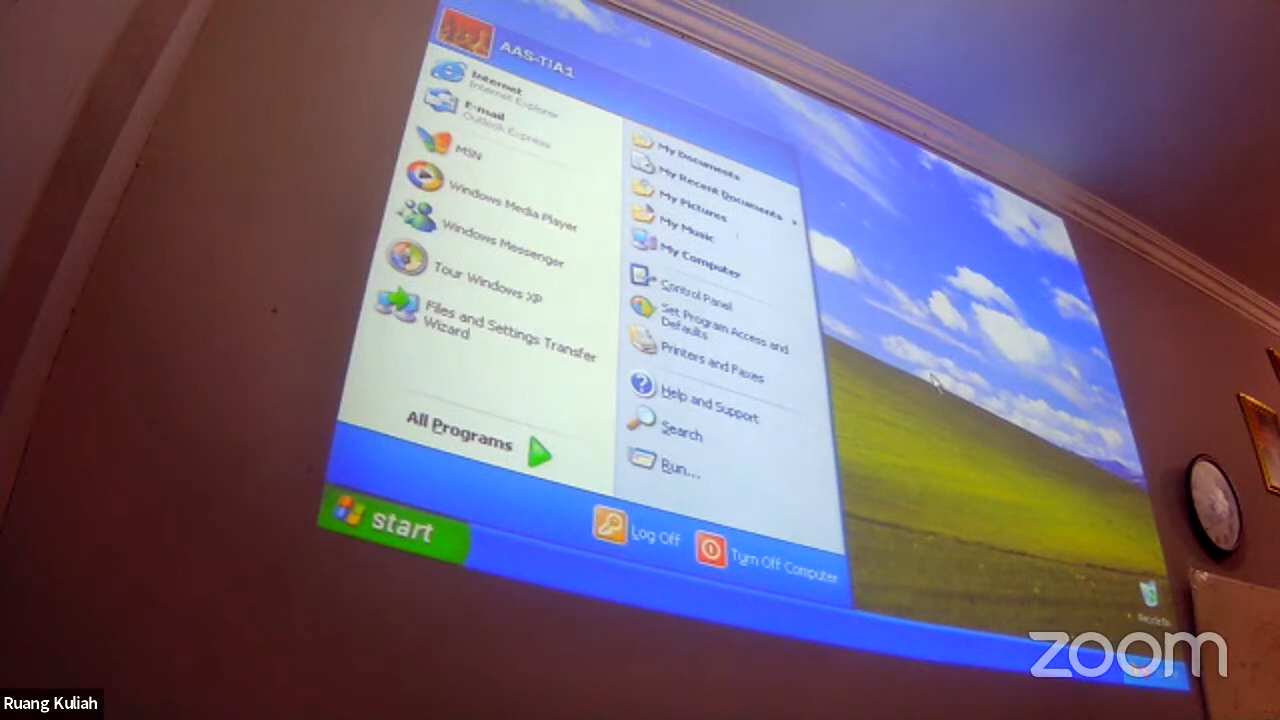 AAS-TIA1
Internet
Internet Explorer
E-mail
Outlook Express
MSN
Windows Media Player
Windows Messenger
Tour Windows XP
Files and Settings Transfer
Wizard
All Programs
My Documents
My Recent Documents
My Pictures
My Music
My Computer
Control Panel
Set Program Access and
Defaults
Printers and Faxes
Help and Support
Search
Run...
Log Off
Turn Off Computer
start
zoom
Ruang Kuliah